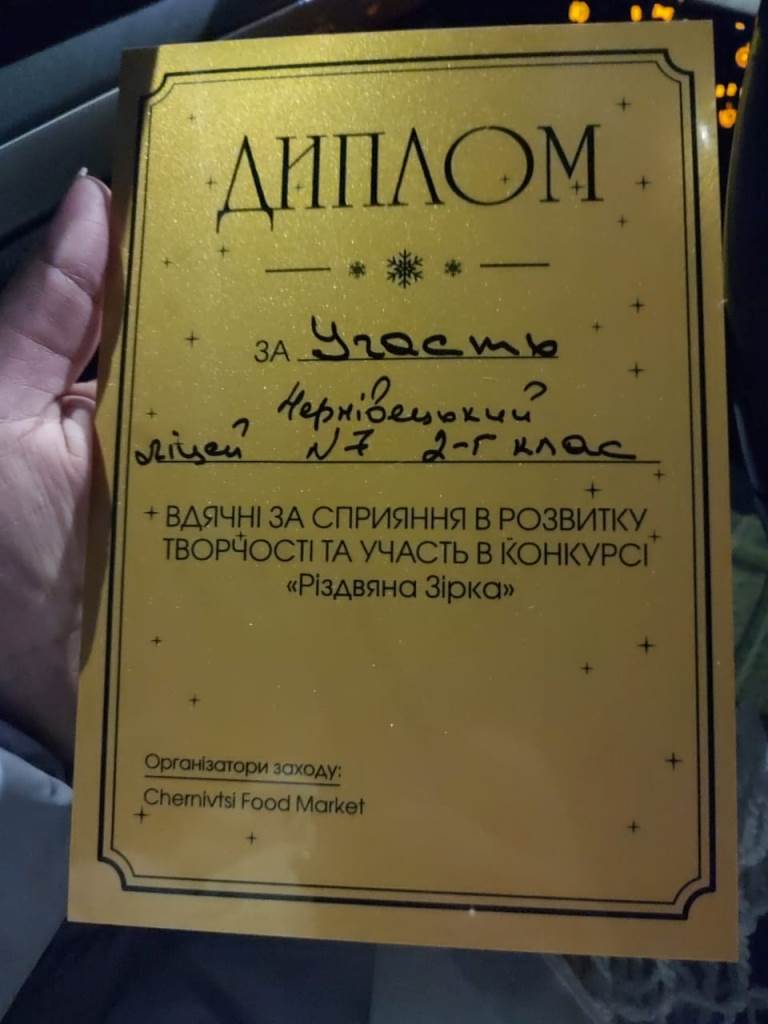 ДИПЛОМ
ЗА Участь
Чернівецький
ліцей N7 2-Г клас
ВДЯЧНІ ЗА СПРИЯННЯ В РОЗВИТКУ
ТВОРЧОСТІ ТА УЧАСТЬ В КОНКУРСІ
«Різдвяна Зірка»
Організатори заходу:
Chernivtsi Food Market